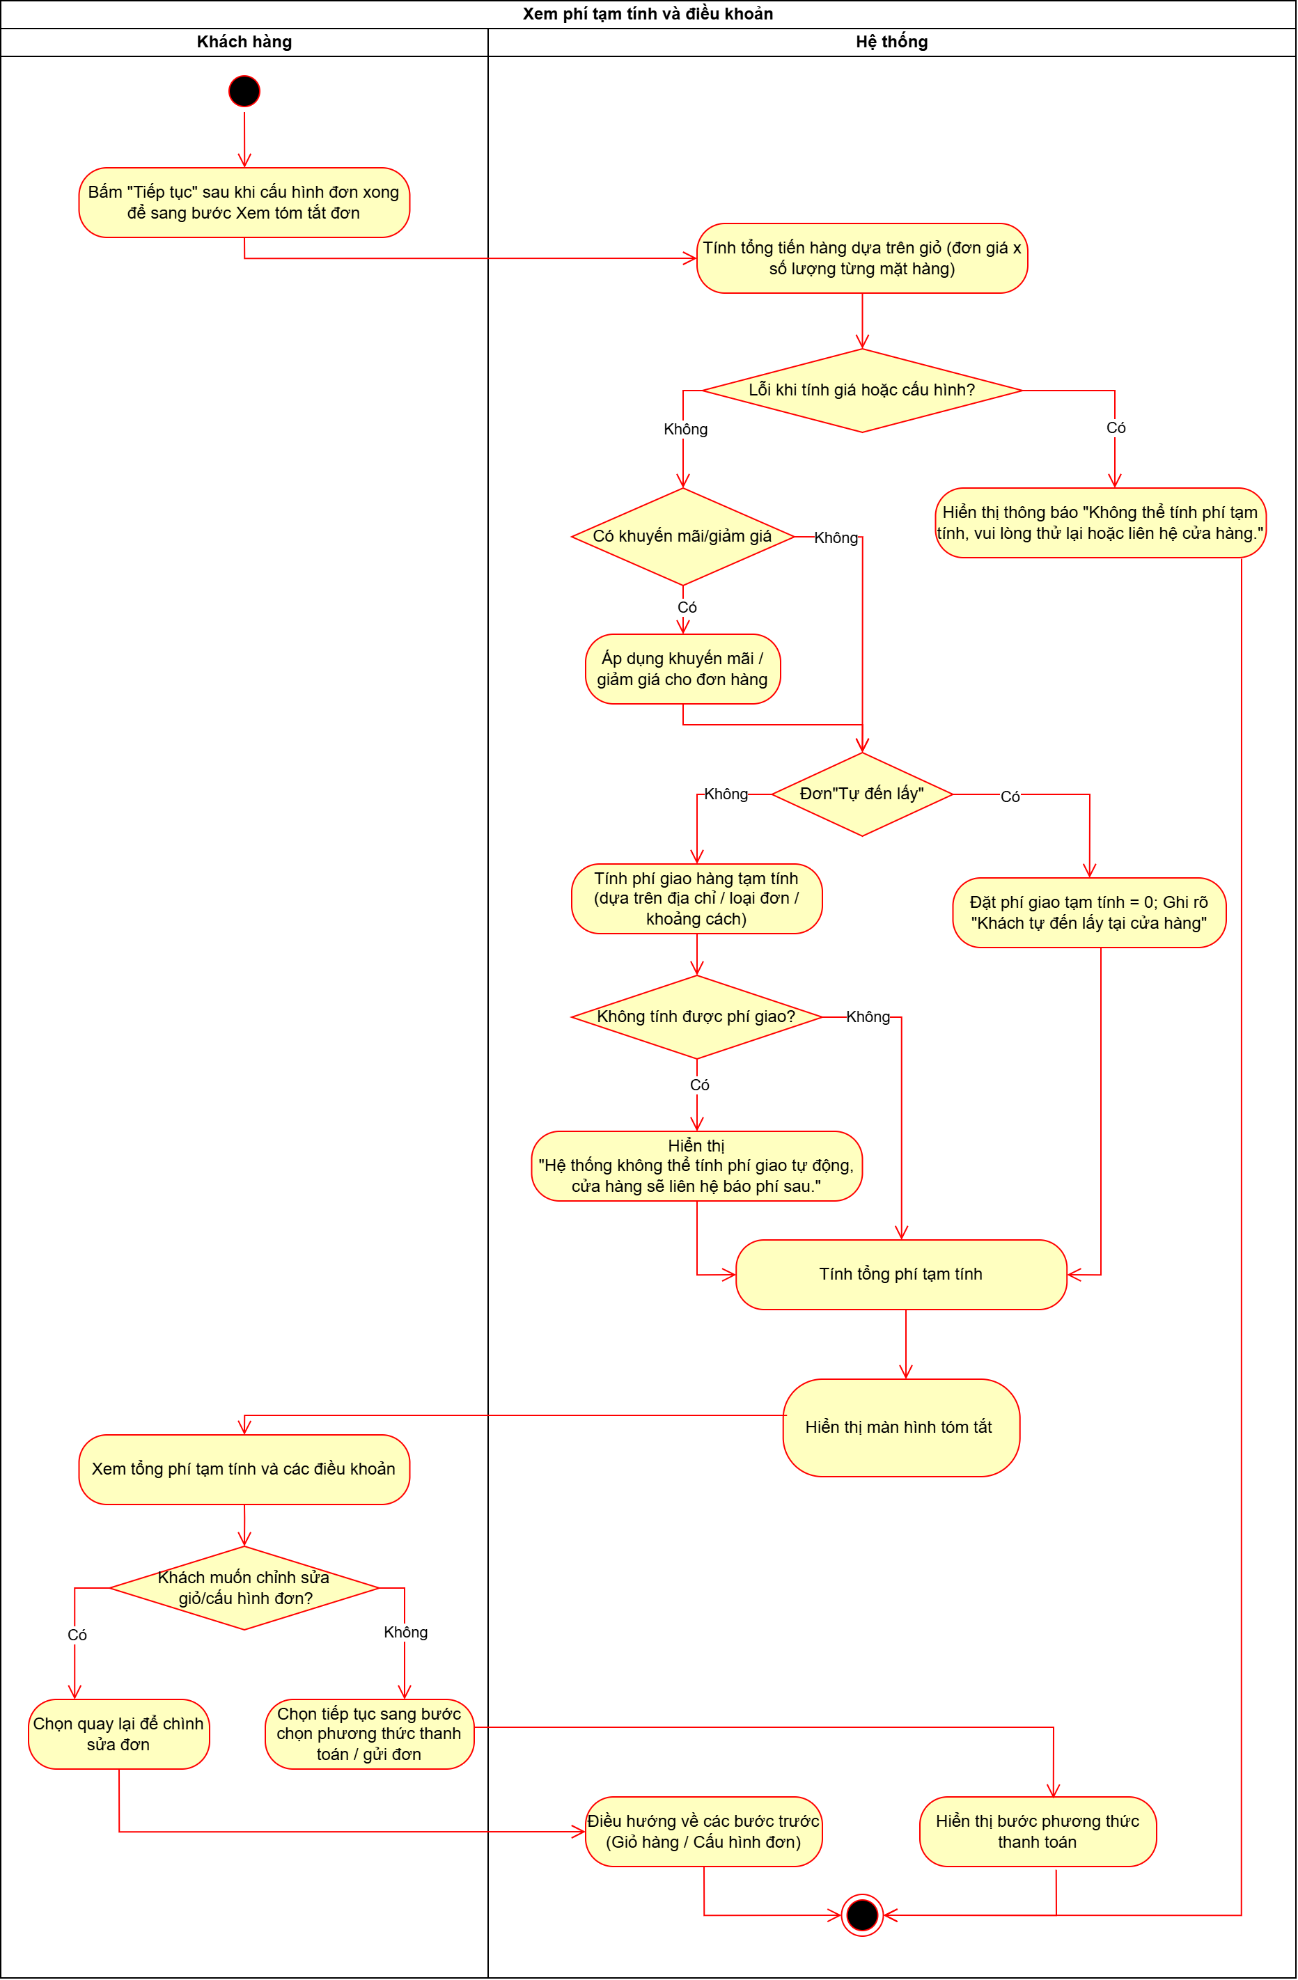 Xem phí tạm tính và điều khoản
Khách hàng
Hệ thống
Bấm "Tiếp tục" sau khi cấu hình đơn xong
để sang bước Xem tóm tắt đơn
Tính tổng tiến hàng dựa trên giỏ (đơn giá x
số lượng từng mặt hàng)
Lỗi khi tính giá hoặc cấu hình?
Không
Có
Hiển thị thông báo "Không thể tính phí tạm
tính, vui lòng thử lại hoặc liên hệ cửa hàng."
Có khuyến mãi/giảm giá
Không
Có
Áp dụng khuyến mãi /
giảm giá cho đơn hàng
Đơn"Tự đến lấy"
Không
Có
Tính phí giao hàng tạm tính
(dựa trên địa chỉ / loại đơn /
khoảng cách)
Đặt phí giao tạm tính = 0; Ghi rõ
"Khách tự đến lấy tại cửa hàng"
Không tính được phí giao?
Không
Có
Hiển thị
"Hệ thống không thể tính phí giao tự động,
cửa hàng sẽ liên hệ báo phí sau."
Tính tổng phí tạm tính
Hiển thị màn hình tóm tắt
Xem tổng phí tạm tính và các điều khoản
Khách muốn chỉnh sửa
giỏ/cấu hình đơn?
Có
Không
Chọn quay lại để chình
sửa đơn
Chọn tiếp tục sang bước
chọn phương thức thanh
toán / gửi đơn
Điều hướng về các bước trước
(Giỏ hàng / Cấu hình đơn)
Hiển thị bước phương thức
thanh toán